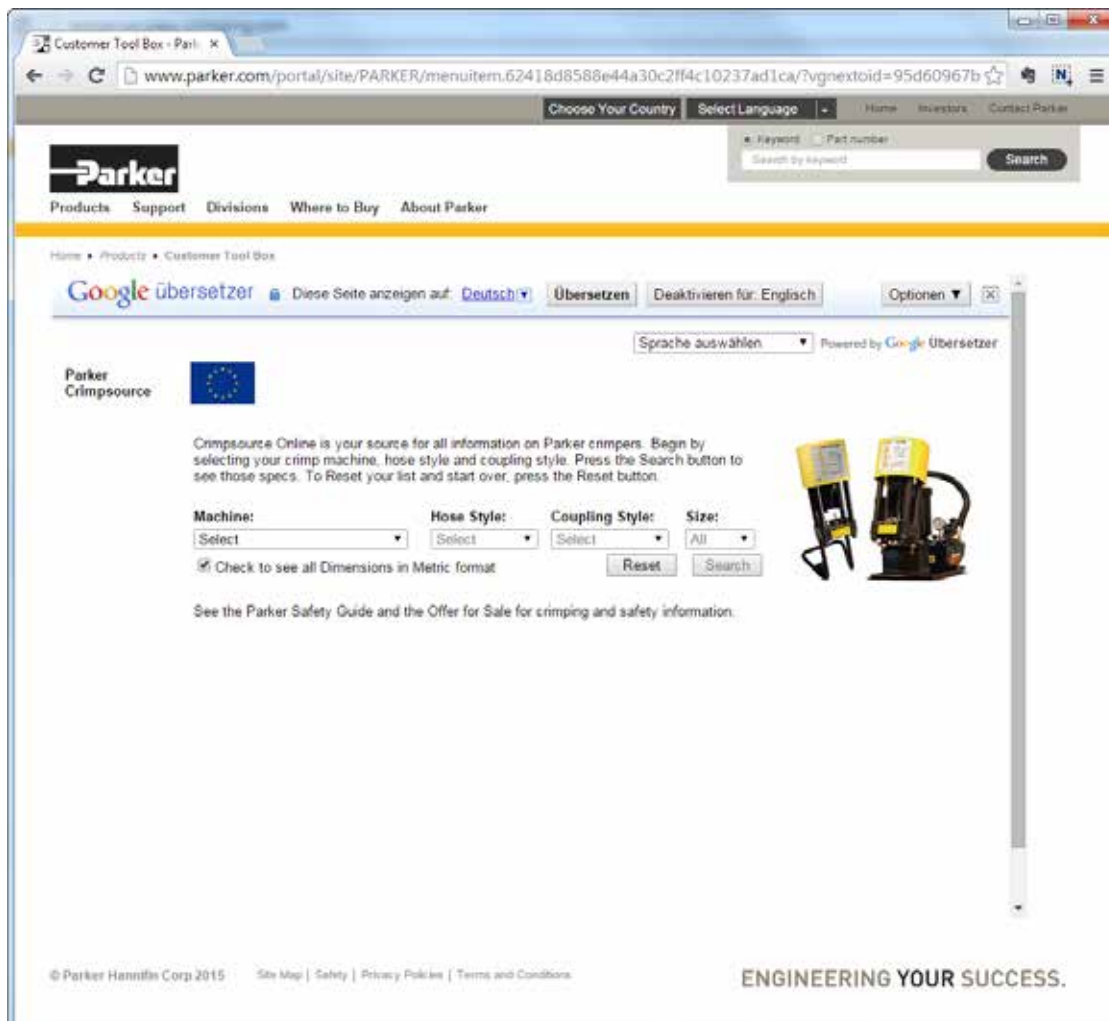 Customer Tool Box - Park
www.parker.com/portal/site/PARKER/menuitem.62418d8588e44a30c2ff4c10237ad1ca/?vgnextoid=95d60967b
Choose Your Country Select Language Home Investors Contact Parker
Keyword Part number
Search by keyword Search
Parker
Products Support Divisions Where to Buy About Parker
Home • Products • Customer Tool Box
Google übersetzer Diese Seite anzeigen auf: Deutsch Übersetzen Deaktivieren für: Englisch Optionen ▼
Sprache auswählen Powered by Google Übersetzer
Parker
Crimpsource
Crimpsource Online is your source for all information on Parker crimpers. Begin by
selecting your crimp machine, hose style and coupling style. Press the Search button to
see those specs. To Reset your list and start over, press the Reset button.
Machine: Hose Style: Coupling Style: Size:
Select Select Select All
Check to see all Dimensions in Metric format Reset Search
See the Parker Safety Guide and the Offer for Sale for crimping and safety information.
© Parker Hannifin Corp 2015 Site Map | Safety | Privacy Policies | Terms and Conditions
ENGINEERING YOUR SUCCESS.